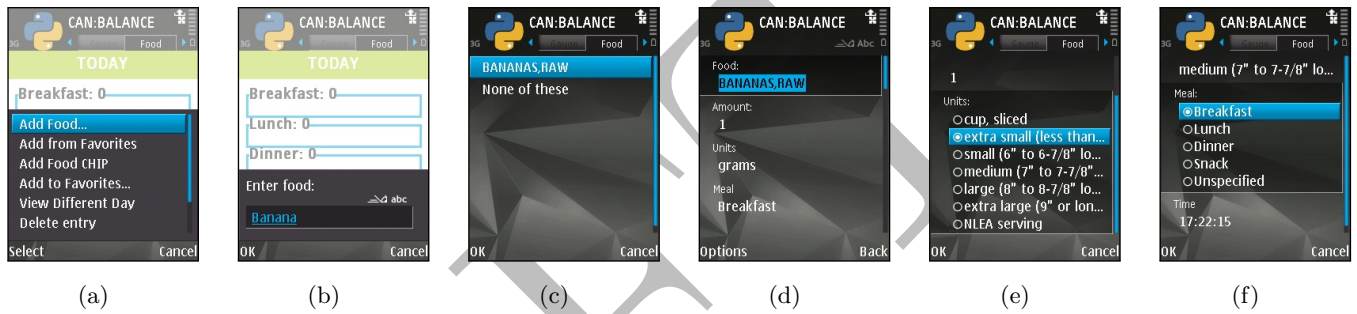 CAN:BALANCE
3G
Food
TODAY
Breakfast: 0
Add Food...
Add from Favorites
Add Food CHIP
Add to Favorites...
View Different Day
Delete entry
Select Cancel
(a)
CAN:BALANCE
3G
Food
TODAY
Breakfast: 0
Lunch: 0
Dinner: 0
Enter food:
abc
Banana
OK Cancel
(b)
CAN:BALANCE
3G
Food
BANANAS,RAW
None of these
OK Cancel
(c)
CAN:BALANCE
3G
Abc
Food:
BANANAS,RAW
Amount:
1
Units
grams
Meal
Breakfast
Options Back
(d)
CAN:BALANCE
3G
Food
1
Units:
cup, sliced
extra small (less than...
small (6" to 6-7/8" lo...
medium (7" to 7-7/8"...
large (8" to 8-7/8" lo...
extra large (9" or lon...
NLEA serving
OK Cancel
(e)
CAN:BALANCE
3G
Food
medium (7" to 7-7/8" lo...
Meal:
Breakfast
Lunch
Dinner
Snack
Unspecified
Time
17:22:15
OK Cancel
(f)